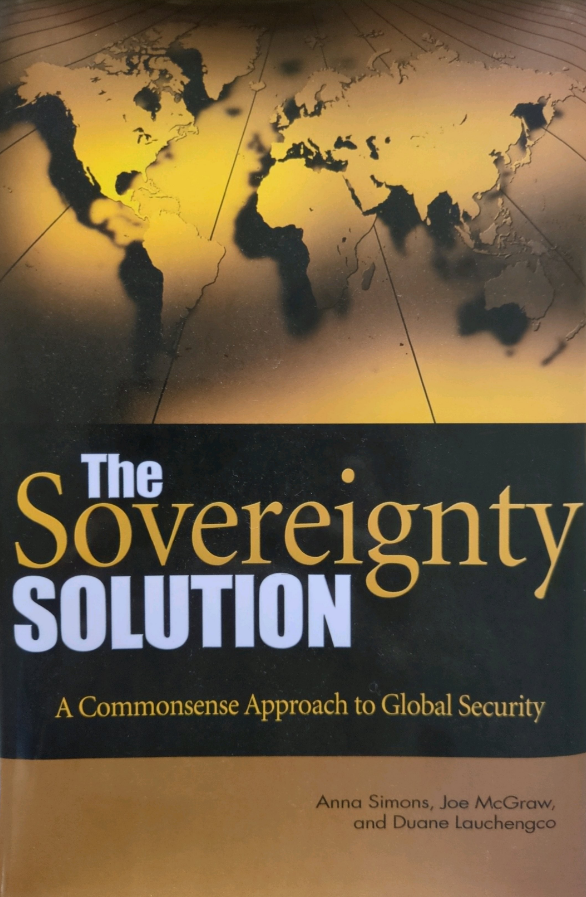 The
Sovereignty
SOLUTION
A Commonsense Approach to Global Security
Anna Simons, Joe McGraw,
and Duane Lauchengco